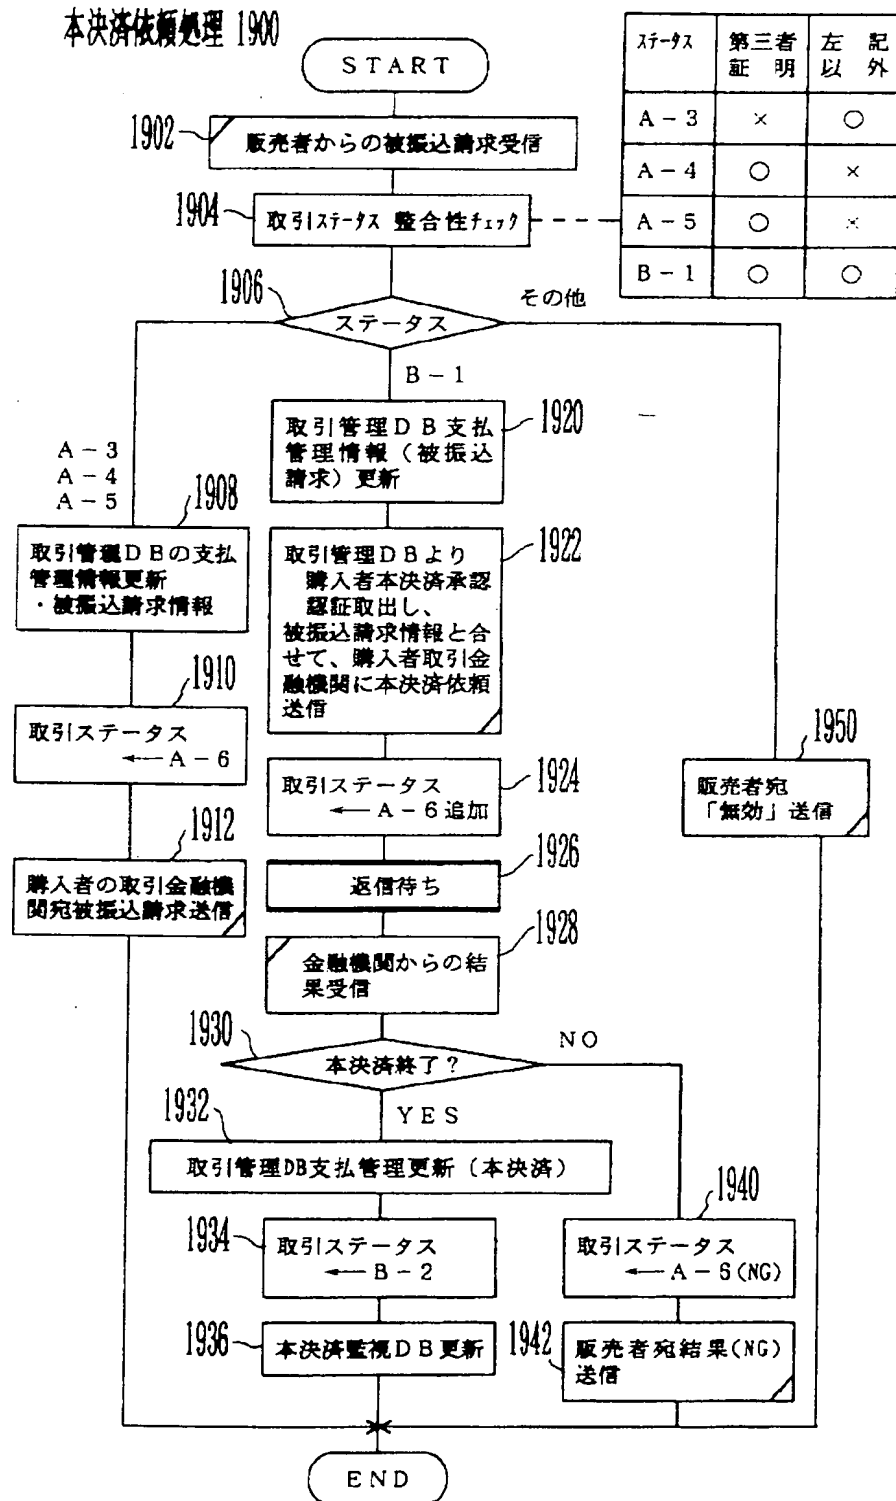 本決済依頼処理 1900
START
ステータス 第三者証明 左記以外
A-3 × ○
A-4 ○ ×
A-5 ○ ×
B-1 ○ ○
1902
販売者からの被振込請求受信
1904
取引ステータス 整合性チェック
1906
ステータス
その他
B-1
A-3
A-4
A-5
1908
取引管理DBの支払
管理情報更新
・被振込請求情報
1910
取引ステータス
←A-6
1912
購入者の取引金融機
関宛被振込請求送信
1920
取引管理DB支払
管理情報(被振込
請求)更新
1922
取引管理DBより
購入者本決済承認
認証取出し、
被振込請求情報と合
せて、購入者取引金
融機関に本決済依頼
送信
1924
取引ステータス
←A-6追加
1926
返信待ち
1928
金融機関からの結
果受信
1930
本決済終了?
NO
YES
1932
取引管理DB支払管理更新(本決済)
1934
取引ステータス
←B-2
1936
本決済監視DB更新
1940
取引ステータス
←A-6(NG)
1942
販売者宛結果(NG)
送信
1950
販売者宛
「無効」送信
END